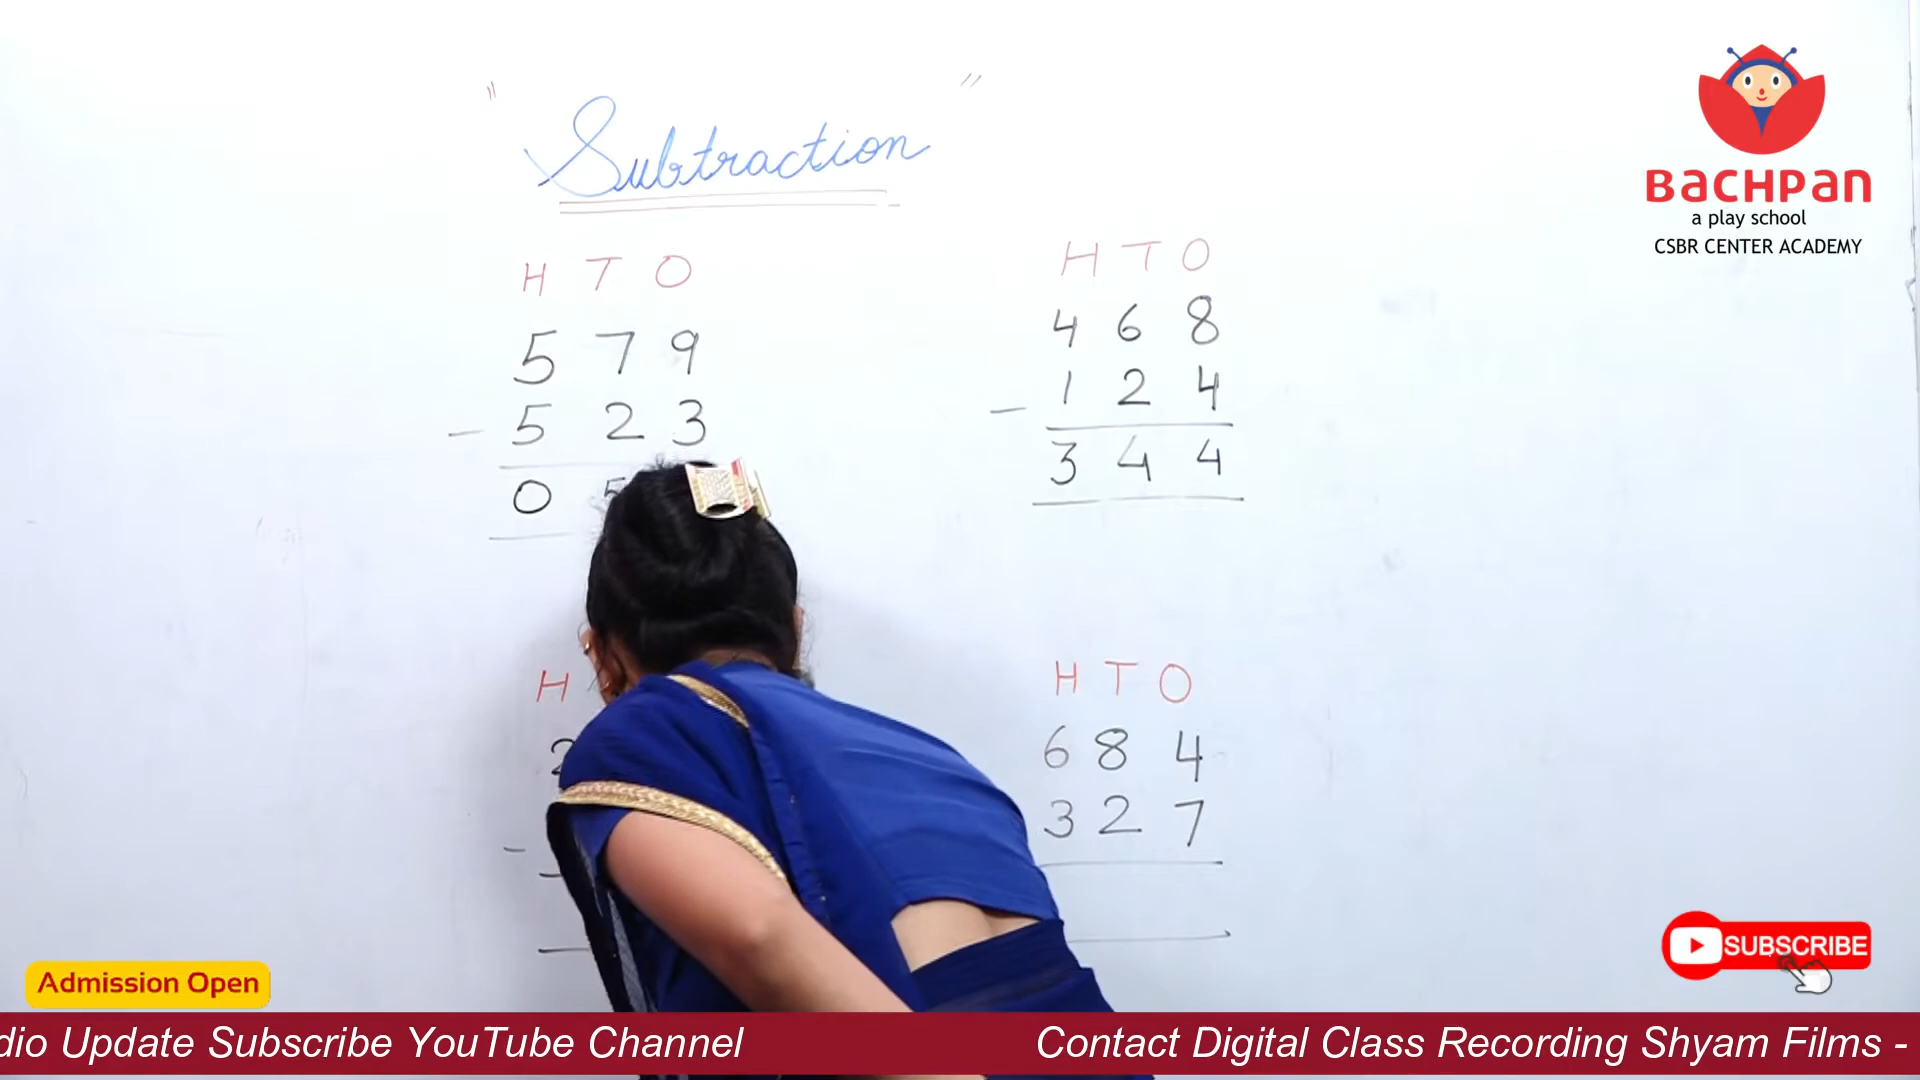 " Subtraction "
H T O
5 7 9
- 5 2 3
0 5
H T O
4 6 8
- 1 2 4
3 4 4
H
2
-
H T O
6 8 4
3 2 7
BACHPAN
a play school
CSBR CENTER ACADEMY
SUBSCRIBE
Admission Open
dio Update Subscribe YouTube Channel Contact Digital Class Recording Shyam Films -